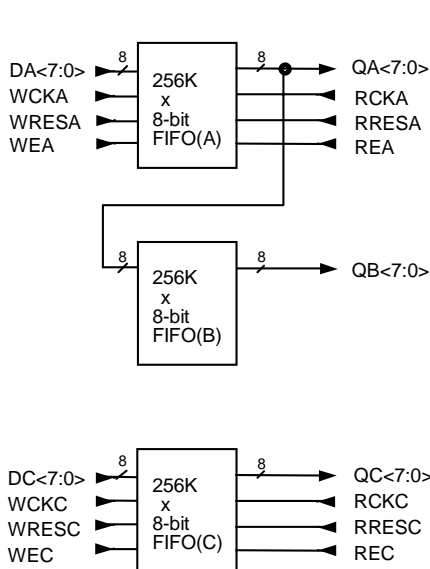 DA<7:0>
8
256K
x
8-bit
FIFO(A)
8
QA<7:0>
WCKA
RCKA
WRESA
RRESA
WEA
REA
8
256K
x
8-bit
FIFO(B)
8
QB<7:0>
DC<7:0>
8
256K
x
8-bit
FIFO(C)
8
QC<7:0>
WCKC
RCKC
WRESC
RRESC
WEC
REC